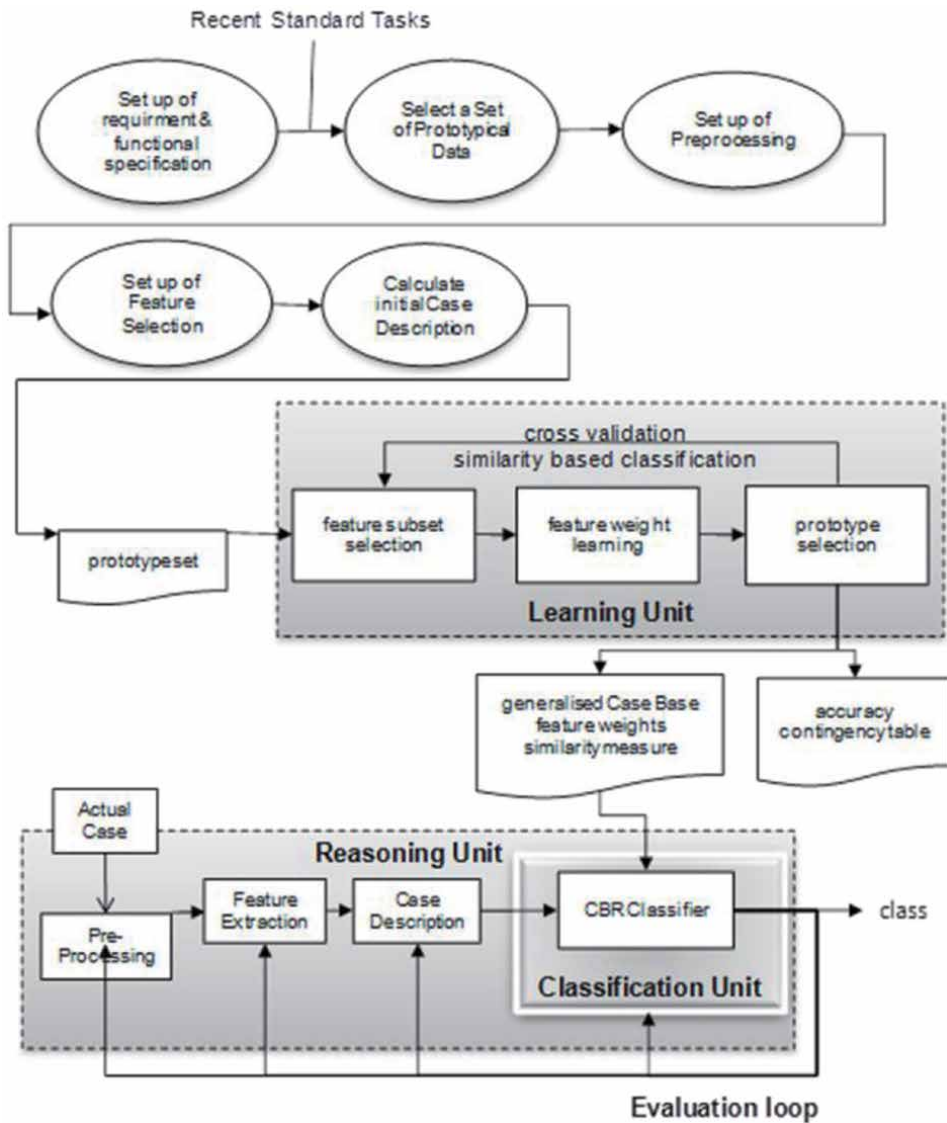 Recent Standard Tasks
Set up of
requirment &
functional
specification
Select a Set
of Prototypical
Data
Set up of
Preprocessing
Set up of
Feature
Selection
Calculate
initial Case
Description
cross validation
similarity based classification
feature subset
selection
feature weight
learning
prototype
selection
prototype set
Learning Unit
generalised Case Base
feature weights
similarity measure
accuracy
contingency table
Actual
Case
Reasoning Unit
Pre-
Processing
Feature
Extraction
Case
Description
CBR Classifier
class
Classification Unit
Evaluation loop